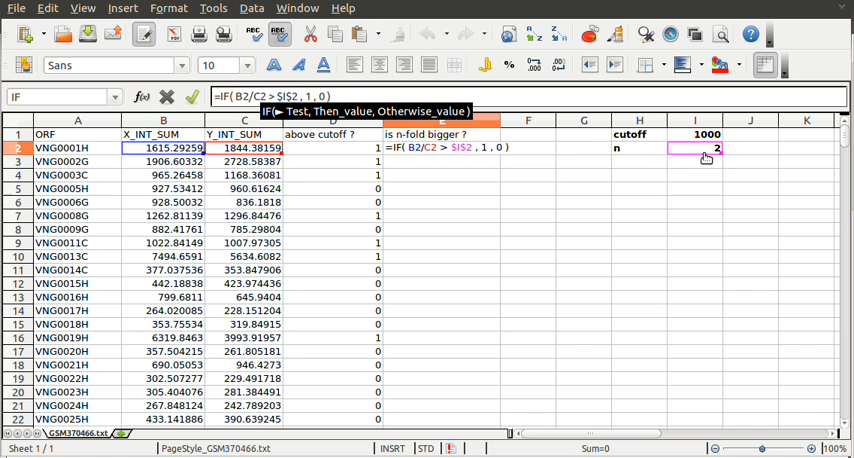 File Edit View Insert Format Tools Data Window Help
Sans 10
IF =IF( B2/C2 > $I$2 , 1 , 0 )
IF(► Test, Then_value, Otherwise_value )
A B C D E F G H I J K
1 ORF X_INT_SUM Y_INT_SUM above cutoff ? is n-fold bigger ? cutoff 1000
2 VNG0001H 1615.29259 1844.38159 1 =IF( B2/C2 > $I$2 , 1 , 0 ) n 2
3 VNG0002G 1906.60332 2728.58387 1
4 VNG0003C 965.26458 1168.36081 1
5 VNG0005H 927.53412 960.61624 0
6 VNG0006G 928.50032 836.1818 0
7 VNG0008G 1262.81139 1296.84476 1
8 VNG0009G 882.41761 785.29804 0
9 VNG0011C 1022.84149 1007.97305 1
10 VNG0013C 7494.6591 5634.6082 1
11 VNG0014C 377.037536 353.847906 0
12 VNG0015H 442.18838 423.974436 0
13 VNG0016H 799.6811 645.9404 0
14 VNG0017H 264.020085 228.151204 0
15 VNG0018H 353.75534 319.84915 0
16 VNG0019H 6319.8463 3993.91957 1
17 VNG0020H 357.504215 261.805181 0
18 VNG0021H 690.05053 946.4273 0
19 VNG0022H 302.507277 229.491718 0
20 VNG0023H 305.404076 281.384491 0
21 VNG0024H 267.848124 242.789203 0
22 VNG0025H 433.141886 390.639245 0
GSM370466.txt
Sheet 1 / 1 PageStyle_GSM370466.txt INSRT STD Sum=0 100%